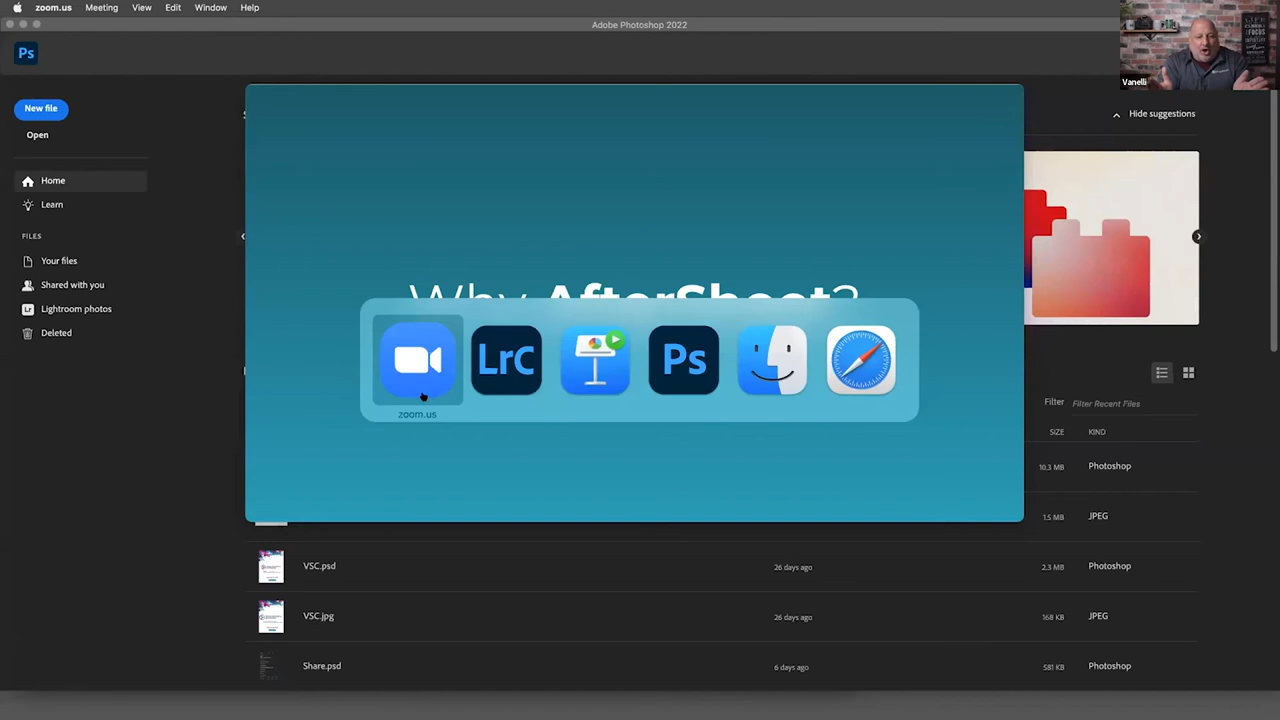 zoom.us Meeting View Edit Window Help
Adobe Photoshop 2022
Ps
Vanelli
New file
Open
Hide suggestions
Home
Learn
FILES
Your files
Shared with you
Lr Lightroom photos
Deleted
Why AfterShoot?
LrC Ps
zoom.us
Filter Filter Recent Files
SIZE KIND
10.3 MB Photoshop
1.5 MB JPEG
VSC.psd 26 days ago 2.3 MB Photoshop
VSC.jpg 26 days ago 168 KB JPEG
Share.psd 6 days ago 581 KB Photoshop